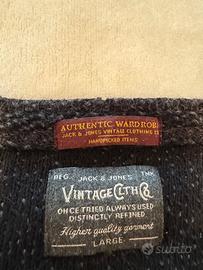 AUTHENTIC WARDROBE
JACK & JONES VINTAGE CLOTHING
- HANDPICKED ITEMS -
REG. JACK & JONES TMK.
VINTAGE CLTH Co
ONCE TRIED ALWAYS USED
DISTINCTLY REFINED.
Higher quality garment
LARGE
subito